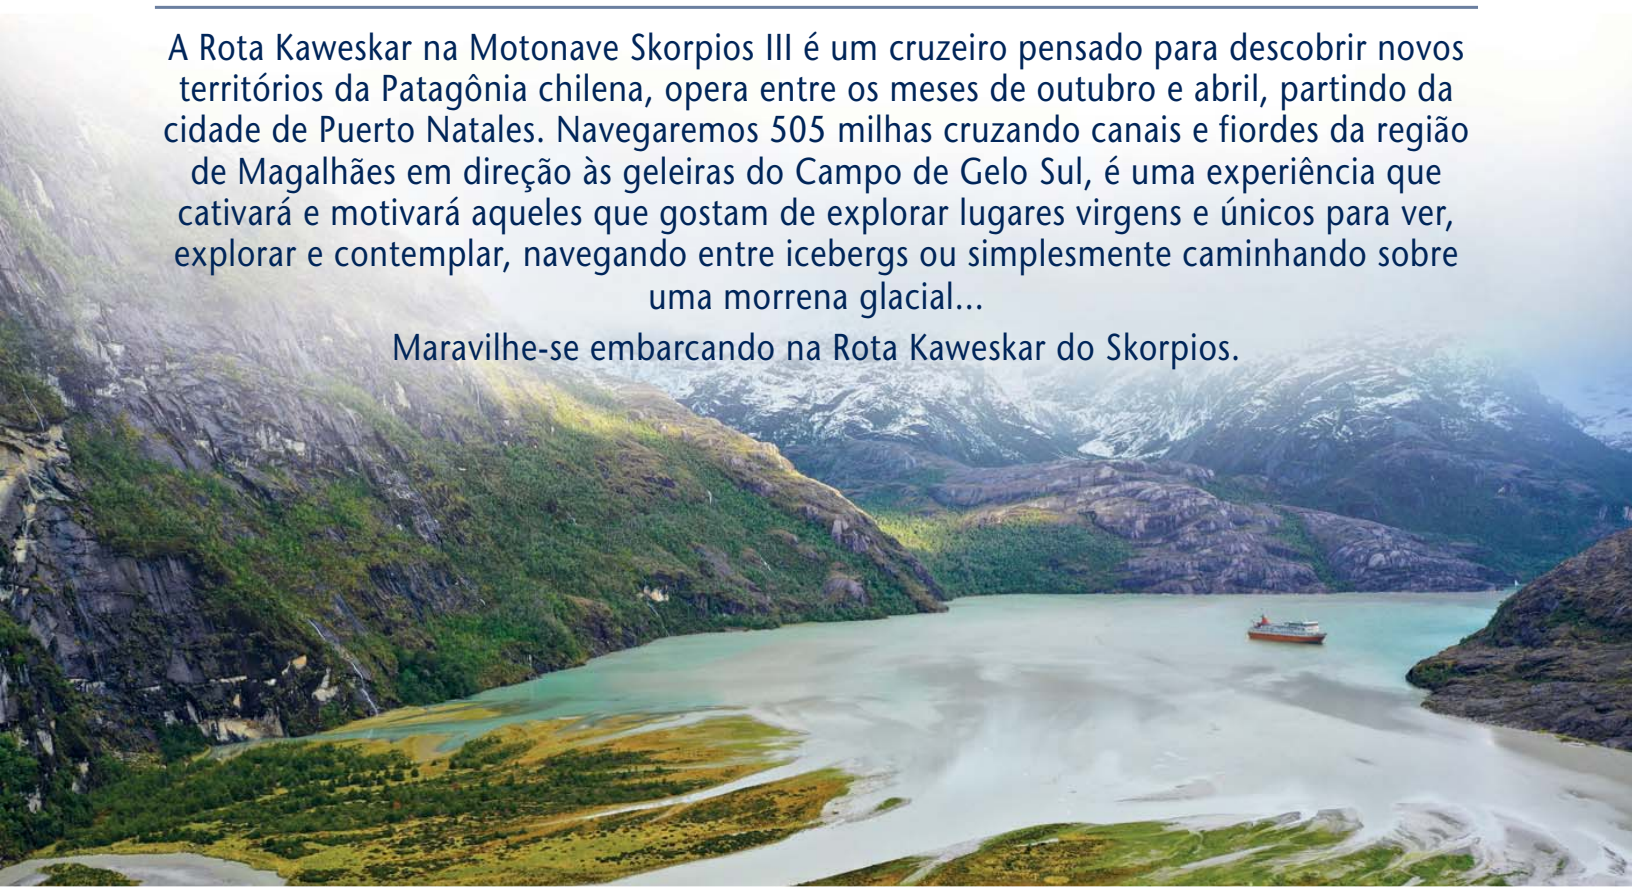 A Rota Kaweskar na Motonave Skorpios III é um cruzeiro pensado para descobrir novos
territórios da Patagônia chilena, opera entre os meses de outubro e abril, partindo da
cidade de Puerto Natales. Navegaremos 505 milhas cruzando canais e fiordes da região
de Magalhães em direção às geleiras do Campo de Gelo Sul, é uma experiência que
cativará e motivará aqueles que gostam de explorar lugares virgens e únicos para ver,
explorar e contemplar, navegando entre icebergs ou simplesmente caminhando sobre
uma morrena glacial...
Maravilhe-se embarcando na Rota Kaweskar do Skorpios.